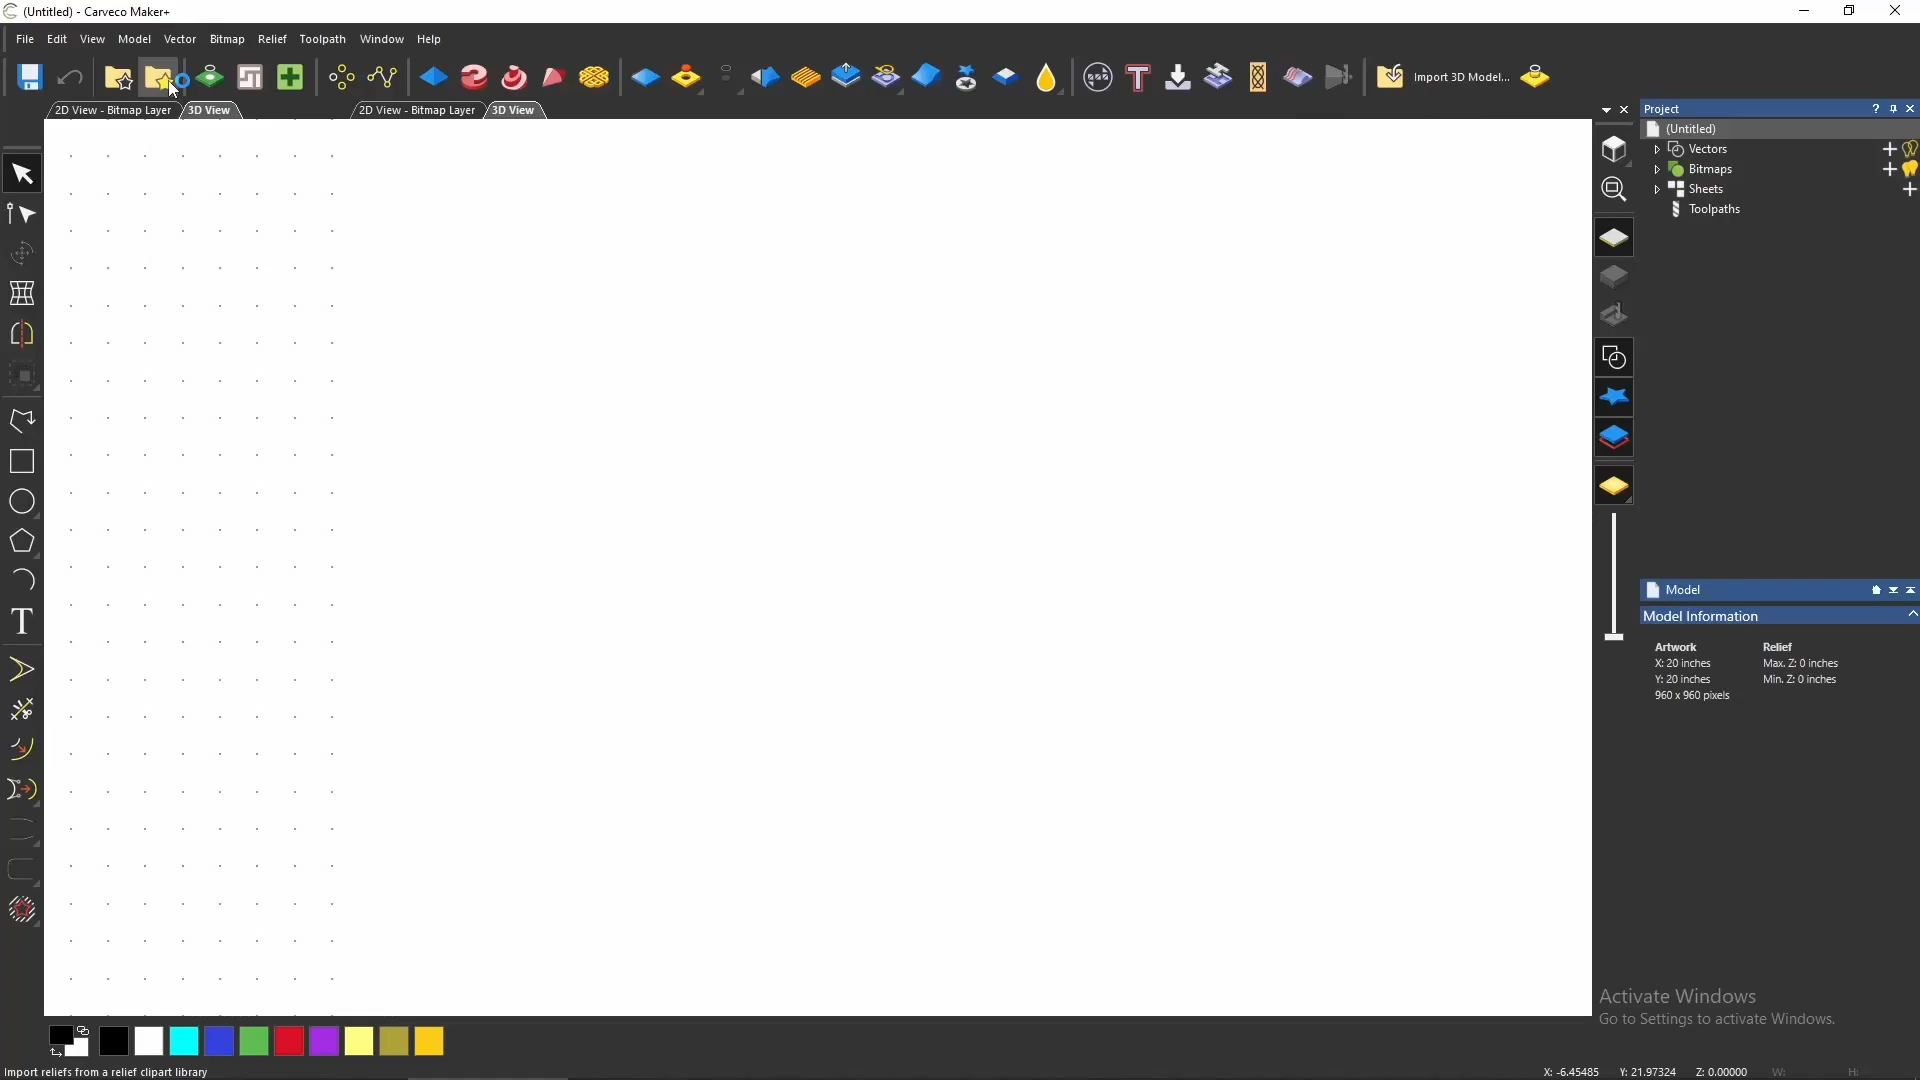 (Untitled) - Carveco Maker+
File Edit View Model Vector Bitmap Relief Toolpath Window Help
Import 3D Model...
2D View - Bitmap Layer 3D View 2D View - Bitmap Layer 3D View
Project
(Untitled)
Vectors
Bitmaps
Sheets
Toolpaths
Model
Model Information
Artwork Relief
X: 20 inches Max. Z: 0 inches
Y: 20 inches Min. Z: 0 inches
960 x 960 pixels
Activate Windows
Go to Settings to activate Windows.
Import reliefs from a relief clipart library
X: -6.45485 Y: 21.97324 Z: 0.00000 W: H: